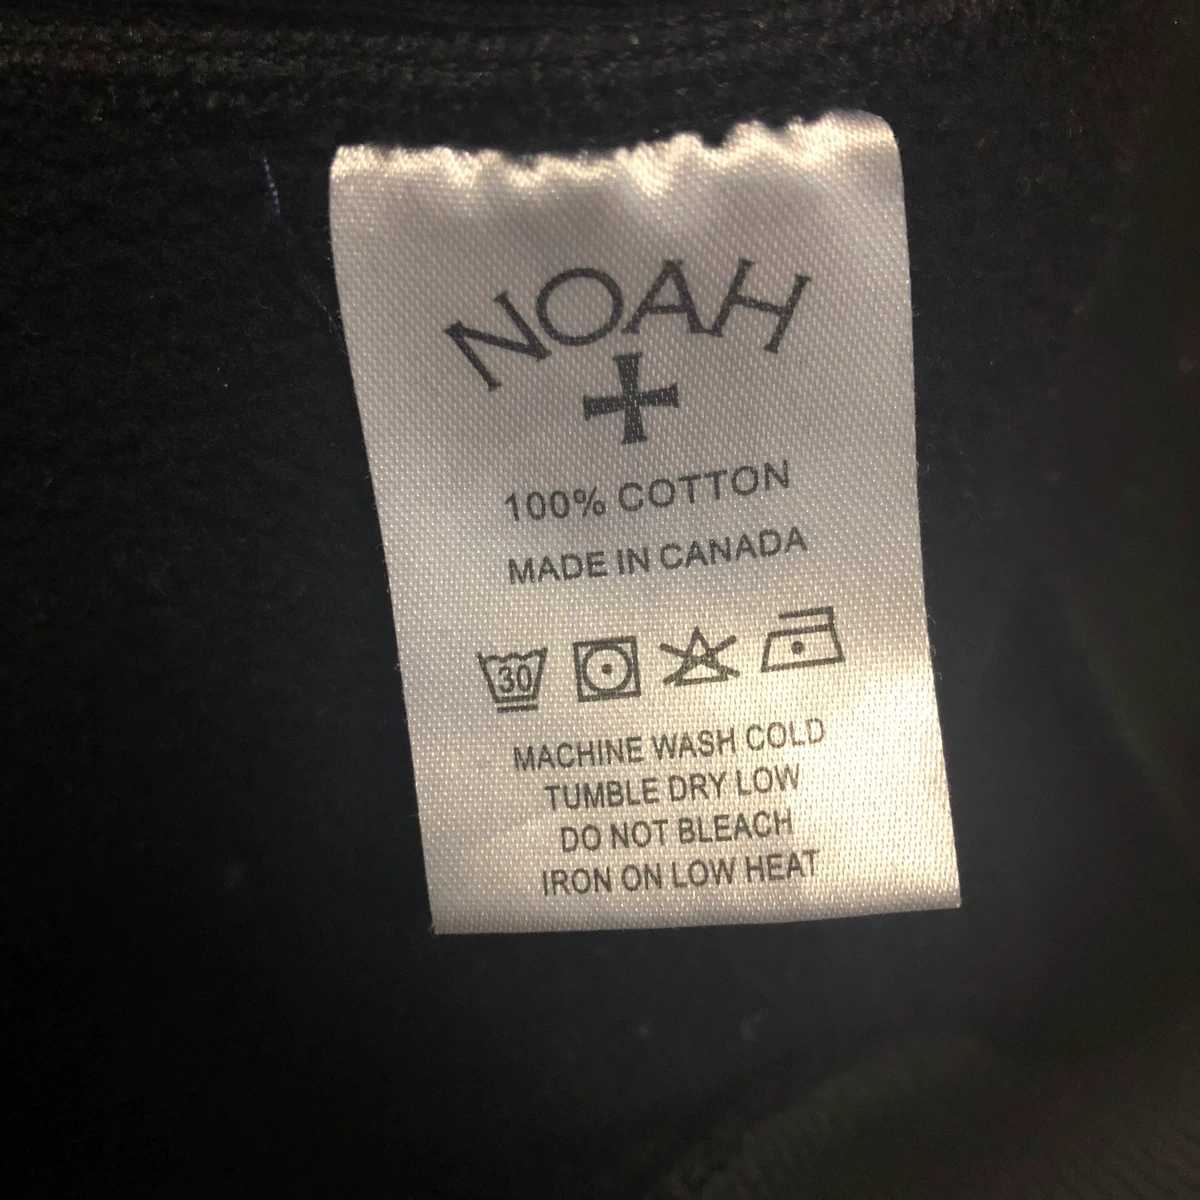 NOAH
100% COTTON
MADE IN CANADA
30
MACHINE WASH COLD
TUMBLE DRY LOW
DO NOT BLEACH
IRON ON LOW HEAT